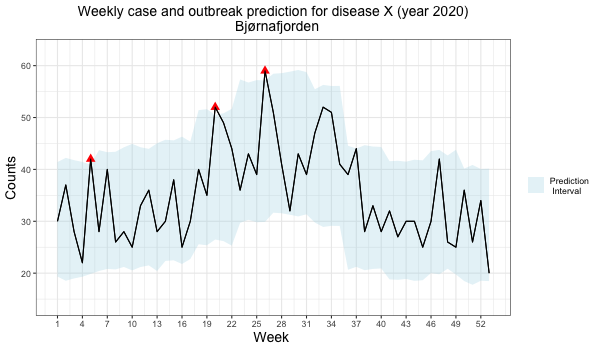 Weekly case and outbreak prediction for disease X (year 2020)
Bjørnafjorden
60
50
40
30
20
Counts
1 4 7 10 13 16 19 22 25 28 31 34 37 40 43 46 49 52
Week
Prediction
Interval